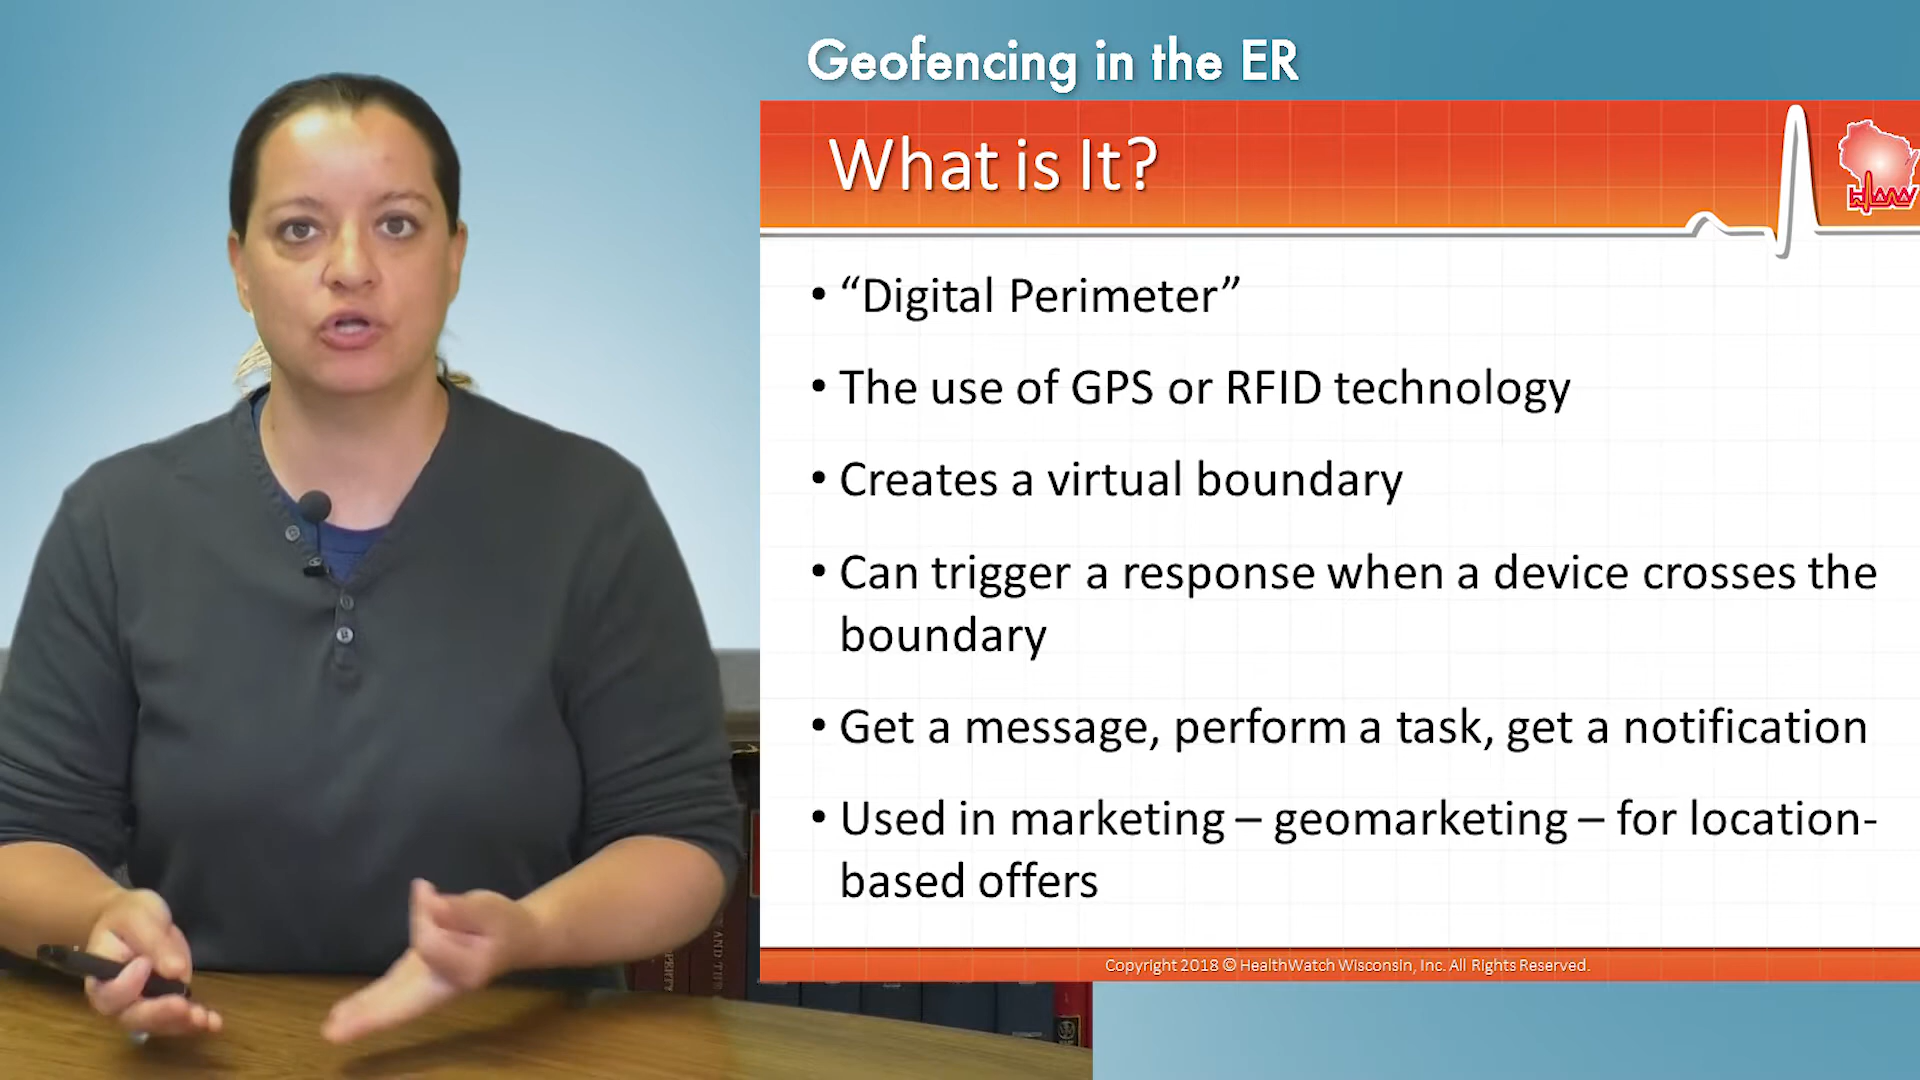 Geofencing in the ER
What is It?
• “Digital Perimeter”
• The use of GPS or RFID technology
• Creates a virtual boundary
• Can trigger a response when a device crosses the
boundary
• Get a message, perform a task, get a notification
• Used in marketing – geomarketing – for location-
based offers
Copyright 2018 © HealthWatch Wisconsin, Inc. All Rights Reserved.